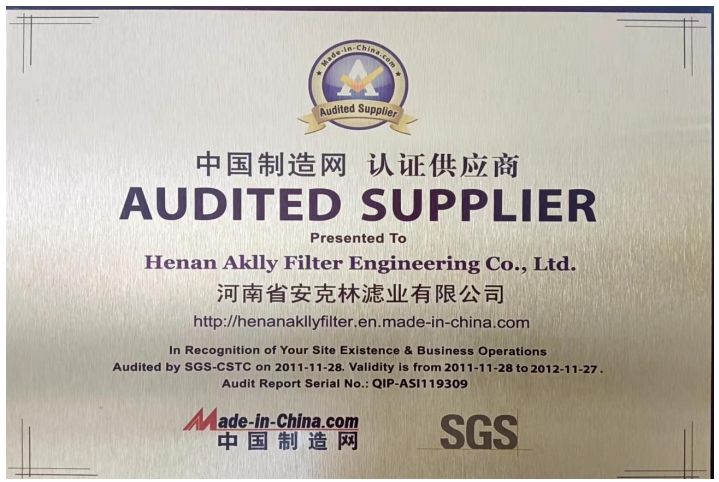 Made-in-China.com
Audited Supplier
中国制造网 认证供应商
AUDITED SUPPLIER
Presented To
Henan Aklly Filter Engineering Co., Ltd.
河南省安克林滤业有限公司
http://henanakllyfilter.en.made-in-china.com
In Recognition of Your Site Existence & Business Operations
Audited by SGS-CSTC on 2011-11-28. Validity is from 2011-11-28 to 2012-11-27.
Audit Report Serial No.: QIP-ASI119309
Made-in-China.com
中国制造网
SGS